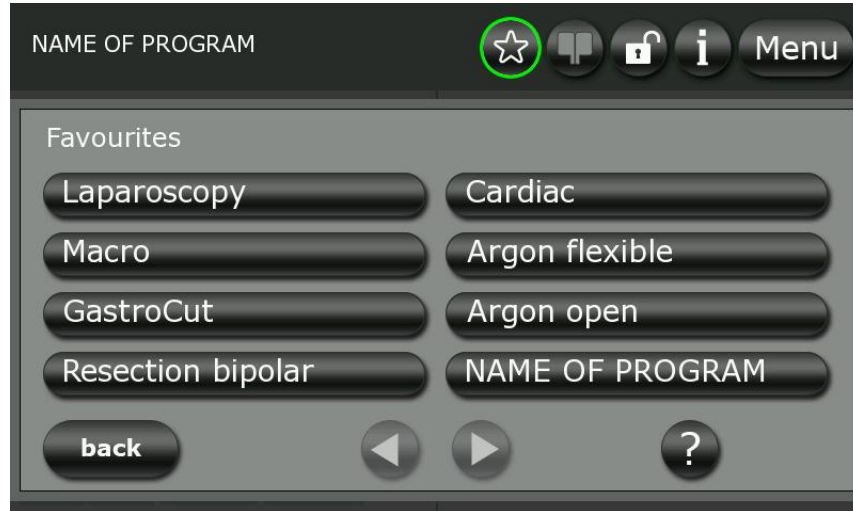 NAME OF PROGRAM
i
Menu
Favourites
Laparoscopy
Cardiac
Macro
Argon flexible
GastroCut
Argon open
Resection bipolar
NAME OF PROGRAM
back
?